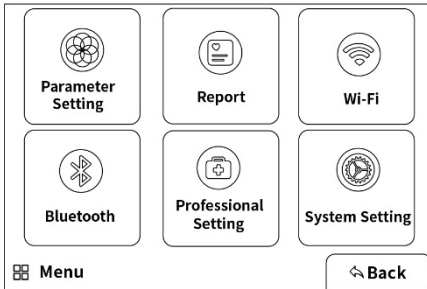 Parameter
Setting
Report
Wi-Fi
Bluetooth
Professional
Setting
System Setting
Menu
Back